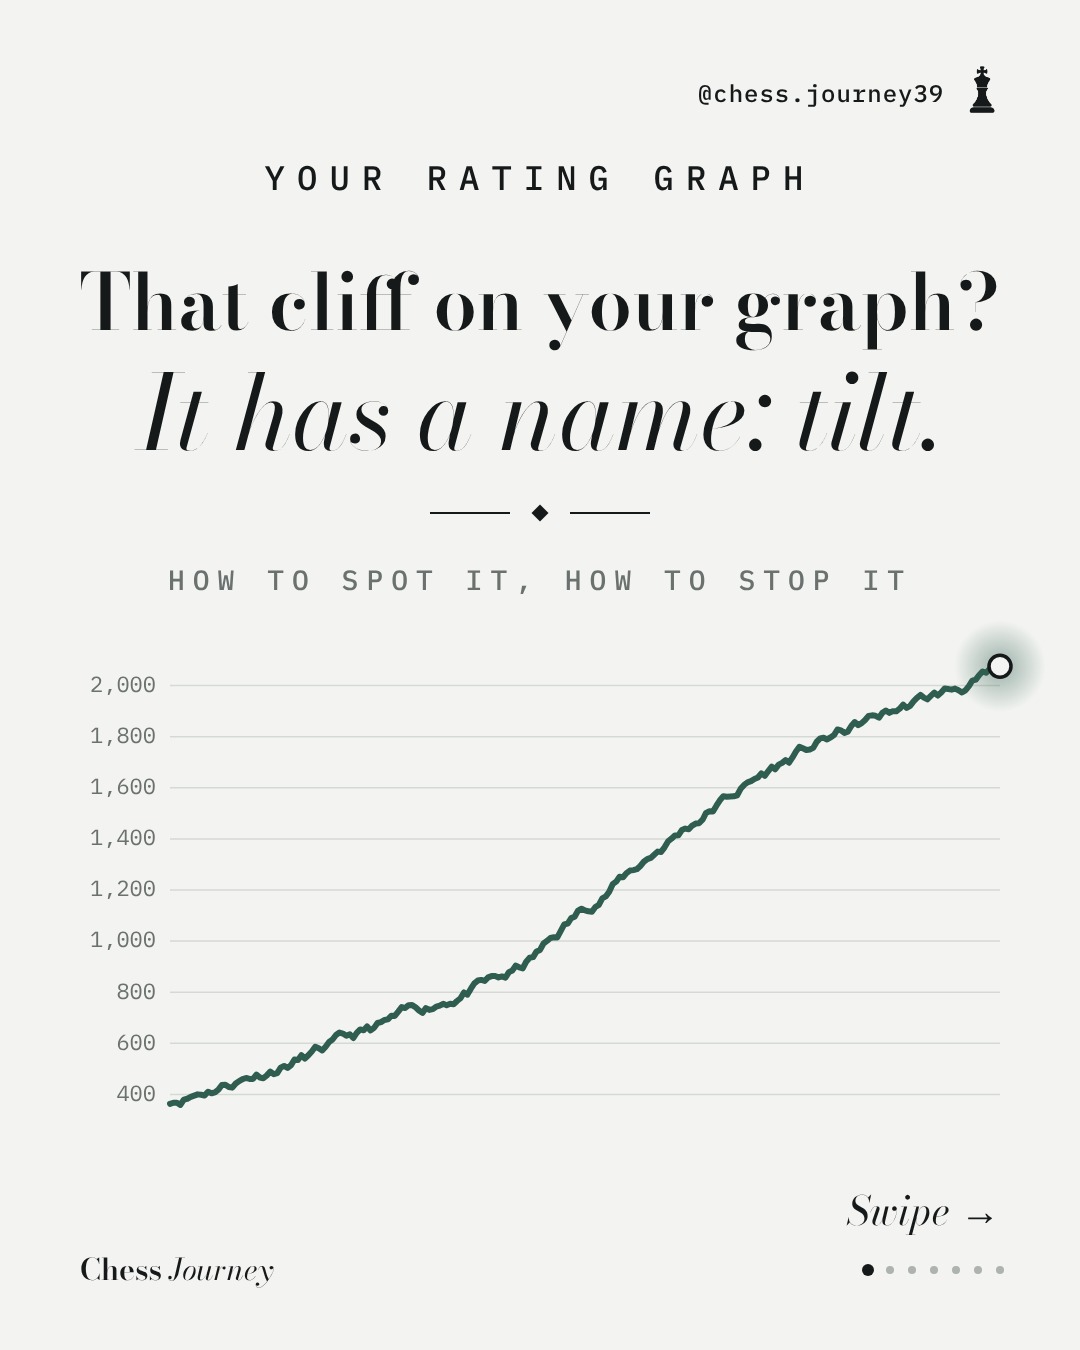 @chess.journey39
YOUR RATING GRAPH
That cliff on your graph?
It has a name: tilt.
HOW TO SPOT IT, HOW TO STOP IT
2,000
1,800
1,600
1,400
1,200
1,000
800
600
400
Swipe →
Chess Journey